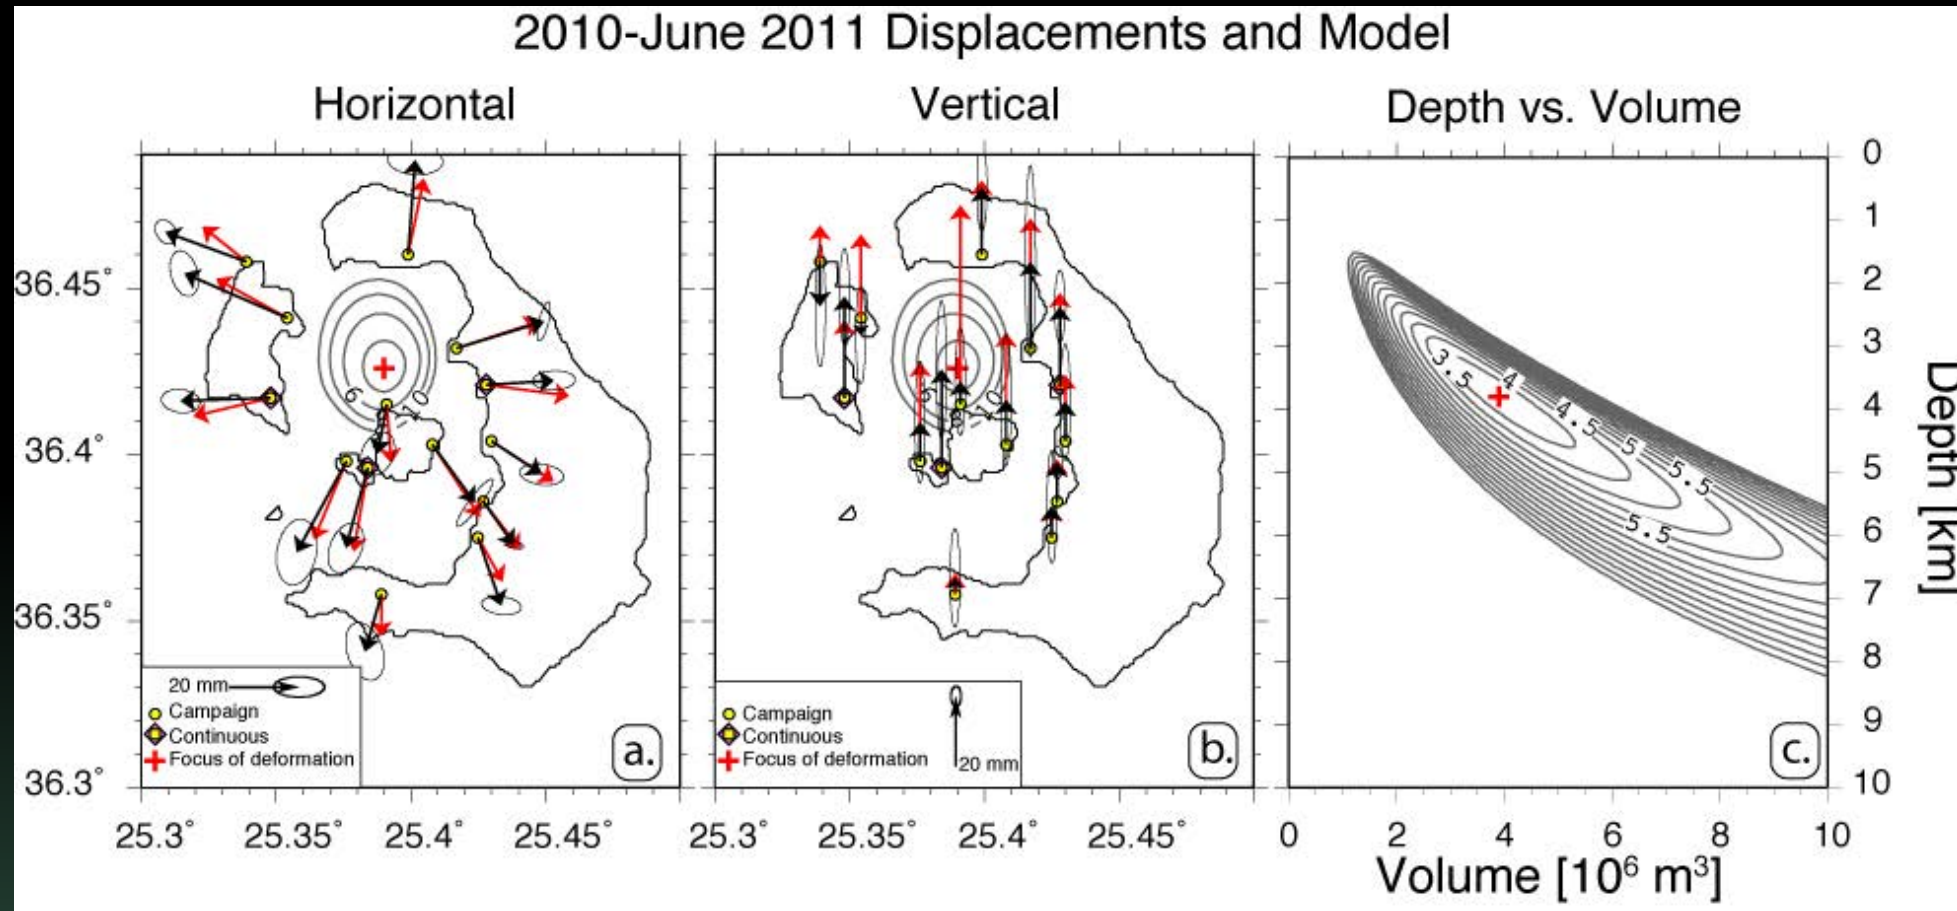 2010-June 2011 Displacements and Model
Horizontal
Vertical
Depth vs. Volume
36.45°
36.4°
36.35°
36.3°
6
20 mm
Campaign
Continuous
Focus of deformation
a.
25.3°
25.35°
25.4°
25.45°
Campaign
Continuous
Focus of deformation
20 mm
b.
25.3°
25.35°
25.4°
25.45°
3.5
4
4.5
5
5.5
5.5
c.
0
1
2
3
4
5
6
7
8
9
10
Depth [km]
0
2
4
6
8
10
Volume [10⁶ m³]